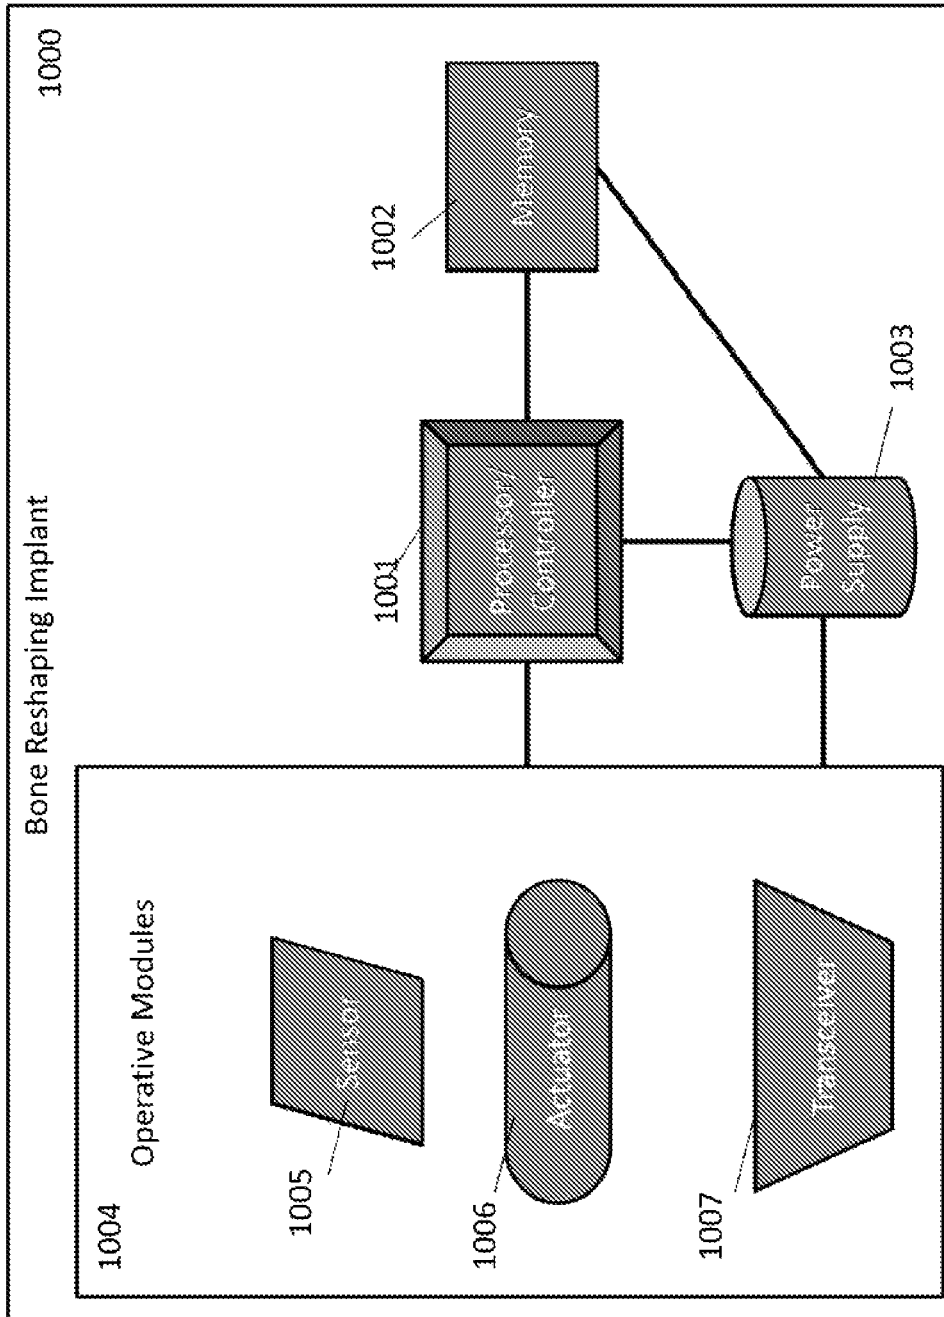 Bone Reshaping Implant
1000
1004
Operative Modules
1005
Sensor
1006
Actuator
1007
Transceiver
1001
Processor/
Controller
1002
Memory
1003
Power
Supply